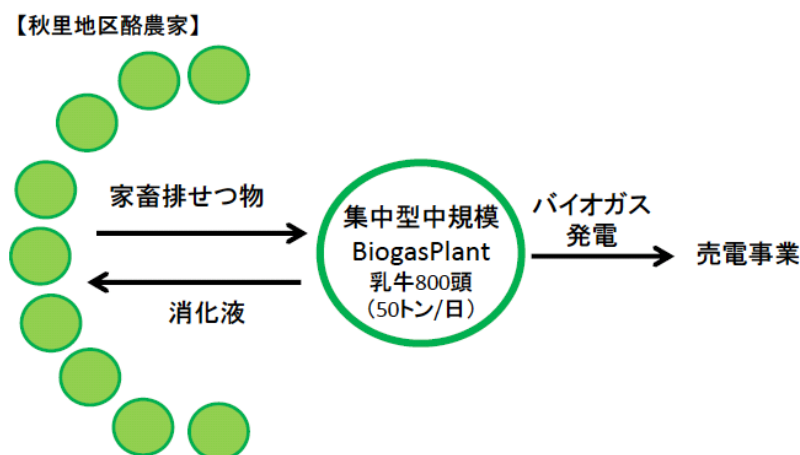 【秋里地区酪農家】
家畜排せつ物
消化液
集中型中規模
BiogasPlant
乳牛800頭
（50トン/日）
バイオガス
発電
売電事業